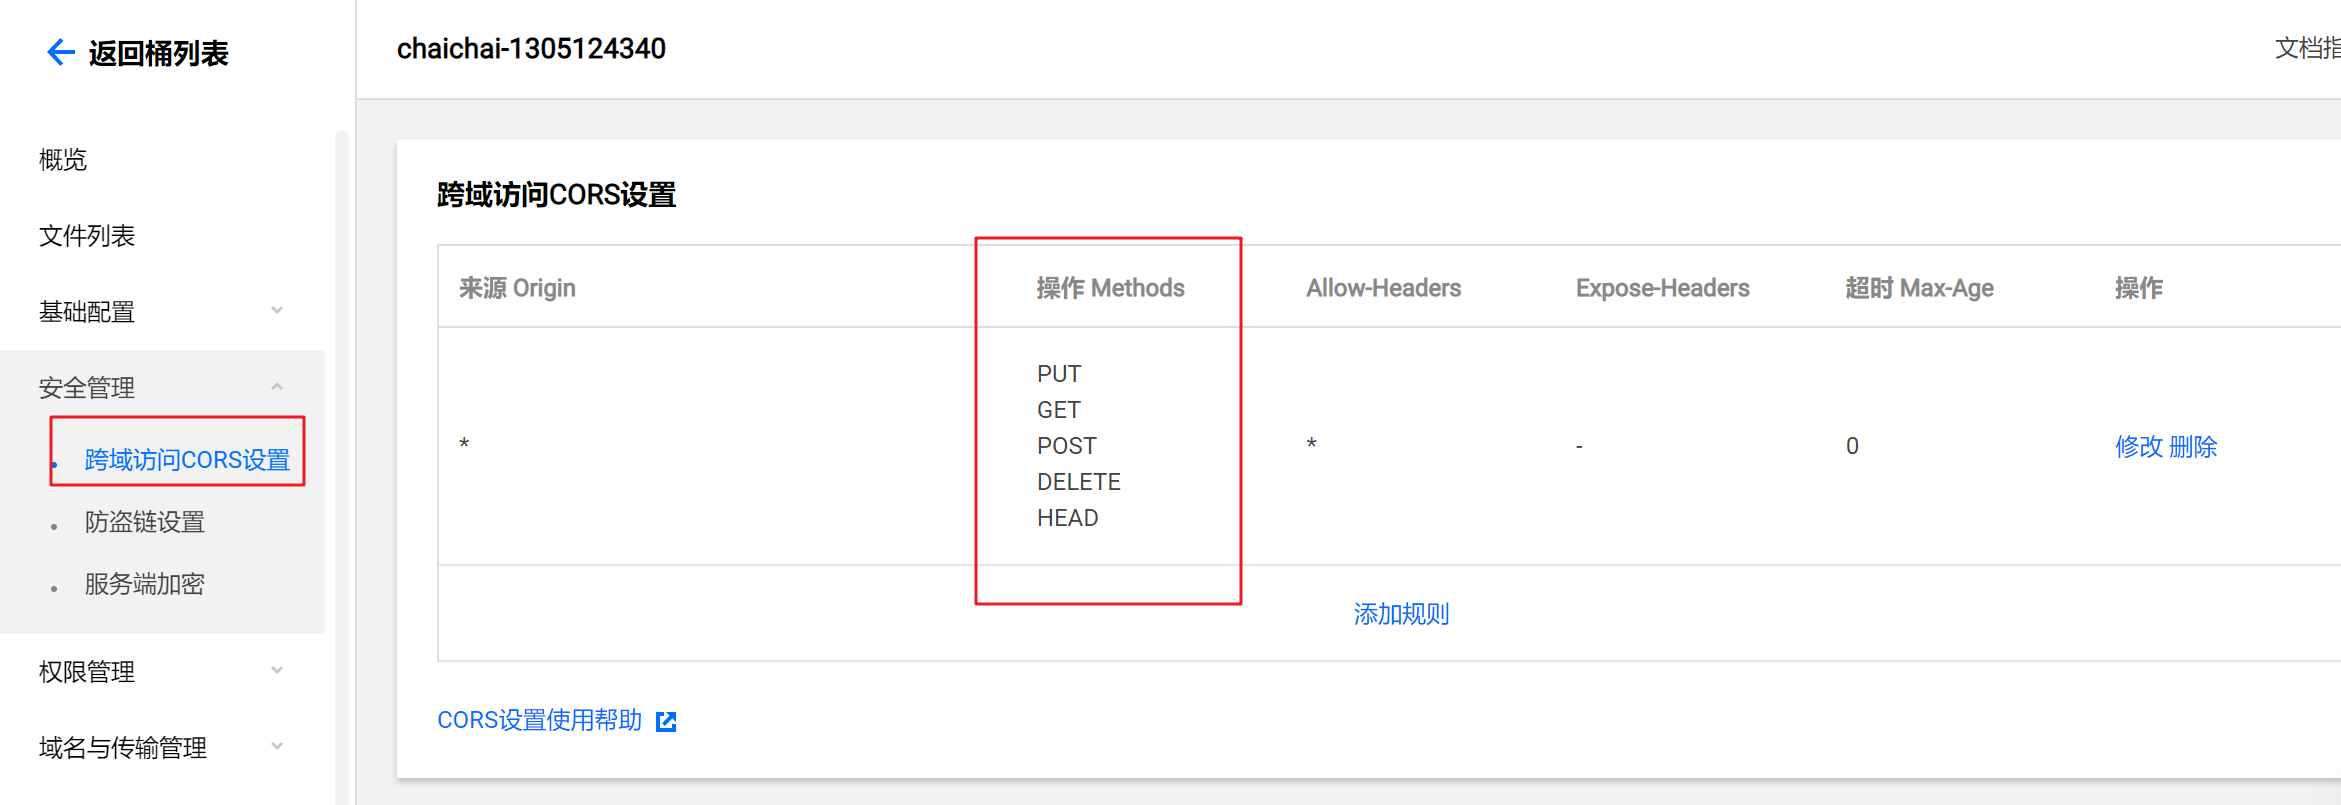 返回桶列表
chaichai-1305124340
文档指
概览
文件列表
基础配置
安全管理
跨域访问CORS设置
防盗链设置
服务端加密
权限管理
域名与传输管理
跨域访问CORS设置
来源 Origin 操作 Methods Allow-Headers Expose-Headers 超时 Max-Age 操作
PUT
GET
* POST * - 0 修改 删除
DELETE
HEAD
添加规则
CORS设置使用帮助